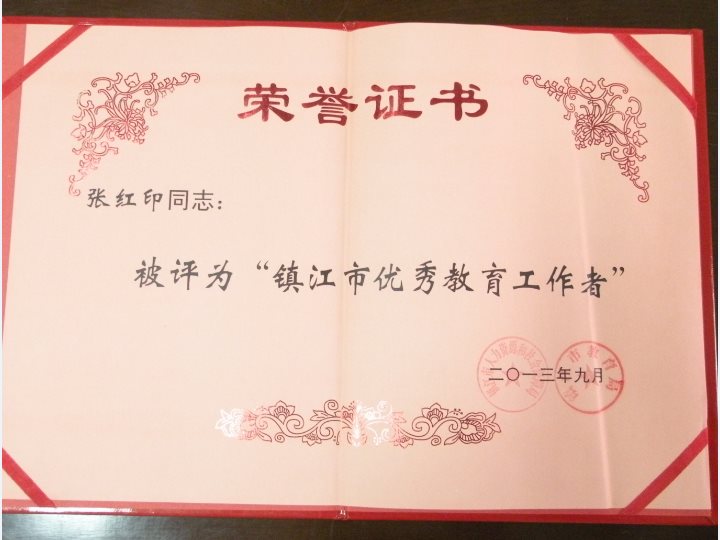 荣誉证书
张红印同志：
被评为“镇江市优秀教育工作者”
二〇一三年九月